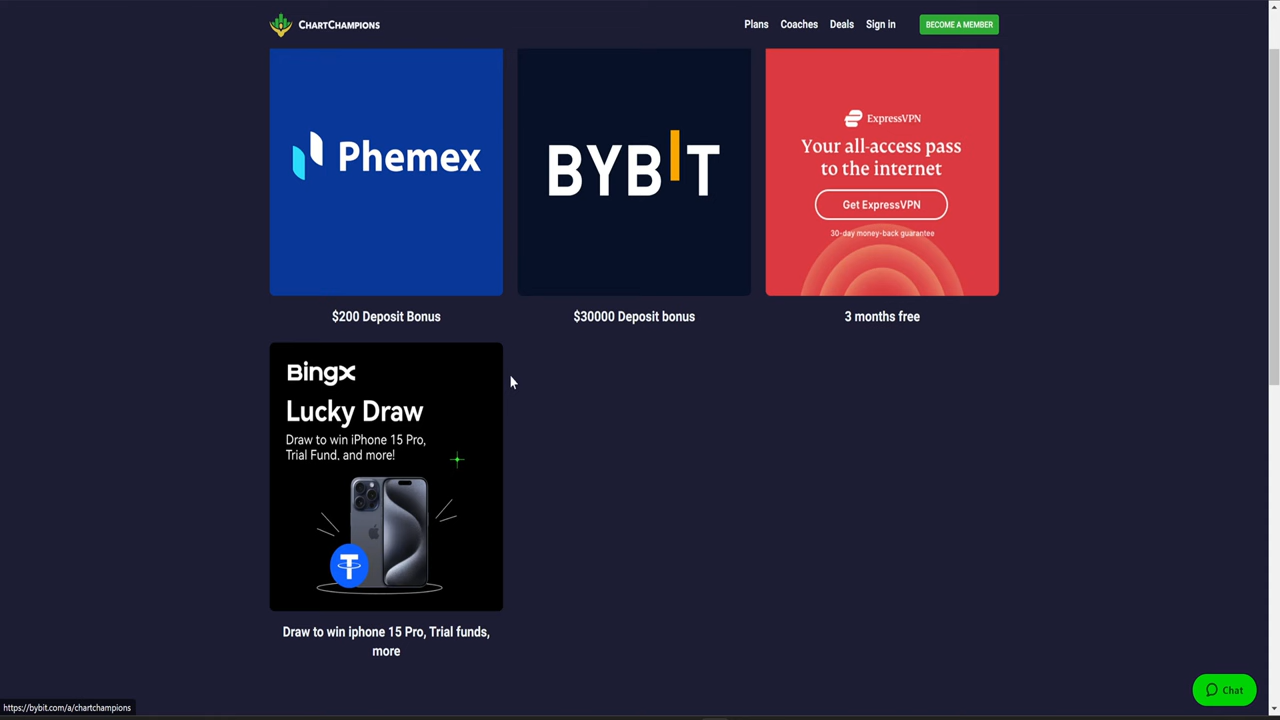 CHARTCHAMPIONS
Plans
Coaches
Deals
Sign in
BECOME A MEMBER
Phemex
BYBIT
ExpressVPN
Your all-access pass
to the internet
Get ExpressVPN
30-day money-back guarantee
$200 Deposit Bonus
$30000 Deposit bonus
3 months free
Bingx
Lucky Draw
Draw to win iPhone 15 Pro,
Trial Fund, and more!
Draw to win iphone 15 Pro, Trial funds,
more
Chat
https://bybit.com/a/chartchampions